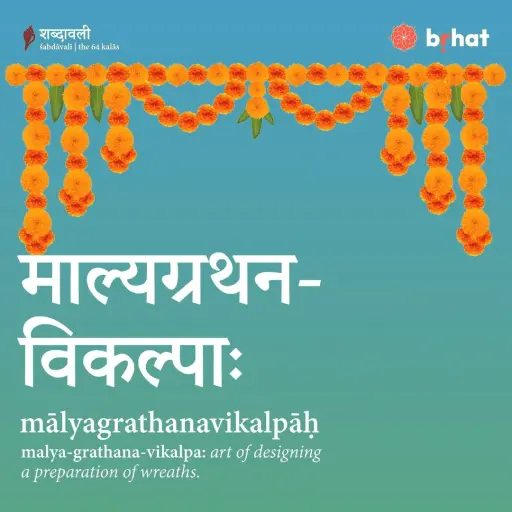 शब्दावली
śabdāvalī | the 64 kalās
bṛhat
माल्यग्रथन-
विकल्पाः
mālyagrathanavikalpāḥ
malya-grathana-vikalpa: art of designing
a preparation of wreaths.